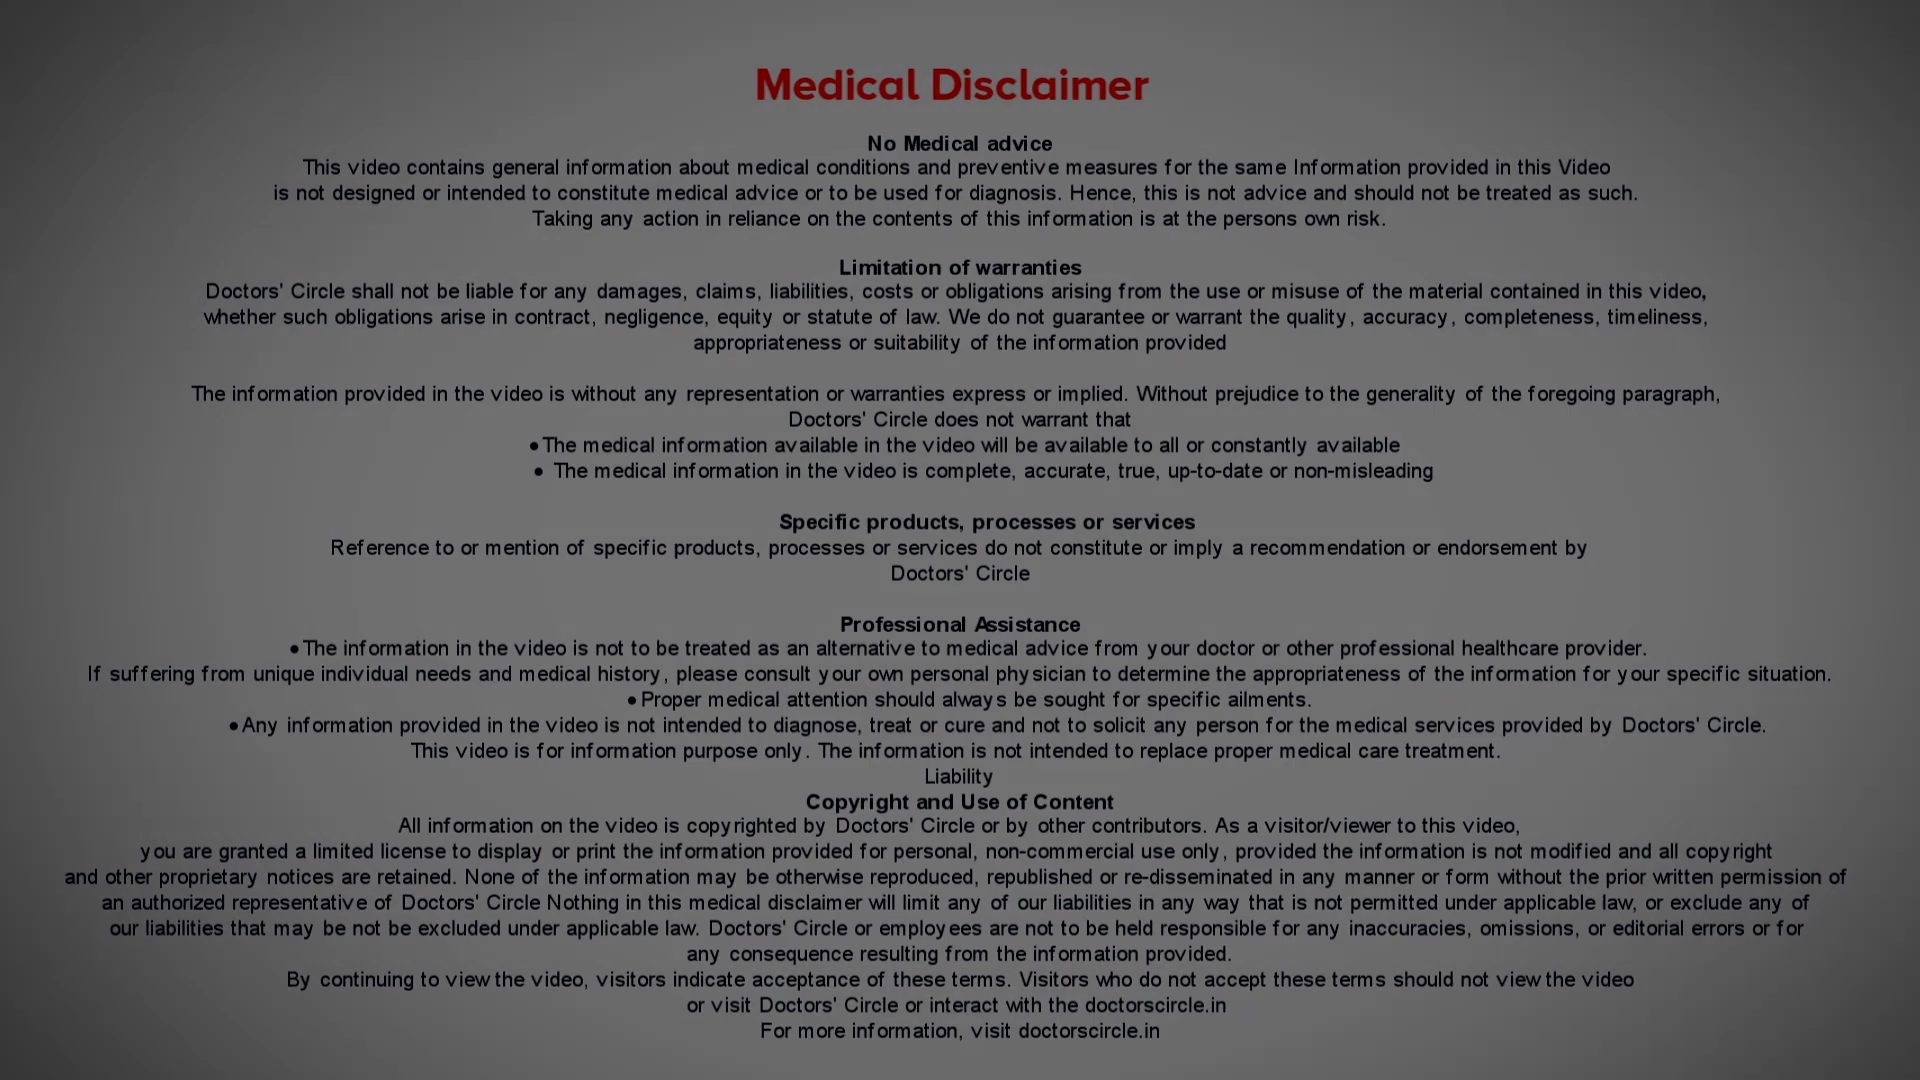 Medical Disclaimer
No Medical advice
This video contains general information about medical conditions and preventive measures for the same Information provided in this Video
is not designed or intended to constitute medical advice or to be used for diagnosis. Hence, this is not advice and should not be treated as such.
Taking any action in reliance on the contents of this information is at the persons own risk.
Limitation of warranties
Doctors' Circle shall not be liable for any damages, claims, liabilities, costs or obligations arising from the use or misuse of the material contained in this video,
whether such obligations arise in contract, negligence, equity or statute of law. We do not guarantee or warrant the quality, accuracy, completeness, timeliness,
appropriateness or suitability of the information provided
The information provided in the video is without any representation or warranties express or implied. Without prejudice to the generality of the foregoing paragraph,
Doctors' Circle does not warrant that
• The medical information available in the video will be available to all or constantly available
• The medical information in the video is complete, accurate, true, up-to-date or non-misleading
Specific products, processes or services
Reference to or mention of specific products, processes or services do not constitute or imply a recommendation or endorsement by
Doctors' Circle
Professional Assistance
• The information in the video is not to be treated as an alternative to medical advice from your doctor or other professional healthcare provider.
If suffering from unique individual needs and medical history, please consult your own personal physician to determine the appropriateness of the information for your specific situation.
• Proper medical attention should always be sought for specific ailments.
• Any information provided in the video is not intended to diagnose, treat or cure and not to solicit any person for the medical services provided by Doctors' Circle.
This video is for information purpose only. The information is not intended to replace proper medical care treatment.
Liability
Copyright and Use of Content
All information on the video is copyrighted by Doctors' Circle or by other contributors. As a visitor/viewer to this video,
you are granted a limited license to display or print the information provided for personal, non-commercial use only, provided the information is not modified and all copyright
and other proprietary notices are retained. None of the information may be otherwise reproduced, republished or re-disseminated in any manner or form without the prior written permission of
an authorized representative of Doctors' Circle Nothing in this medical disclaimer will limit any of our liabilities in any way that is not permitted under applicable law, or exclude any of
our liabilities that may be not be excluded under applicable law. Doctors' Circle or employees are not to be held responsible for any inaccuracies, omissions, or editorial errors or for
any consequence resulting from the information provided.
By continuing to view the video, visitors indicate acceptance of these terms. Visitors who do not accept these terms should not view the video
or visit Doctors' Circle or interact with the doctorscircle.in
For more information, visit doctorscircle.in